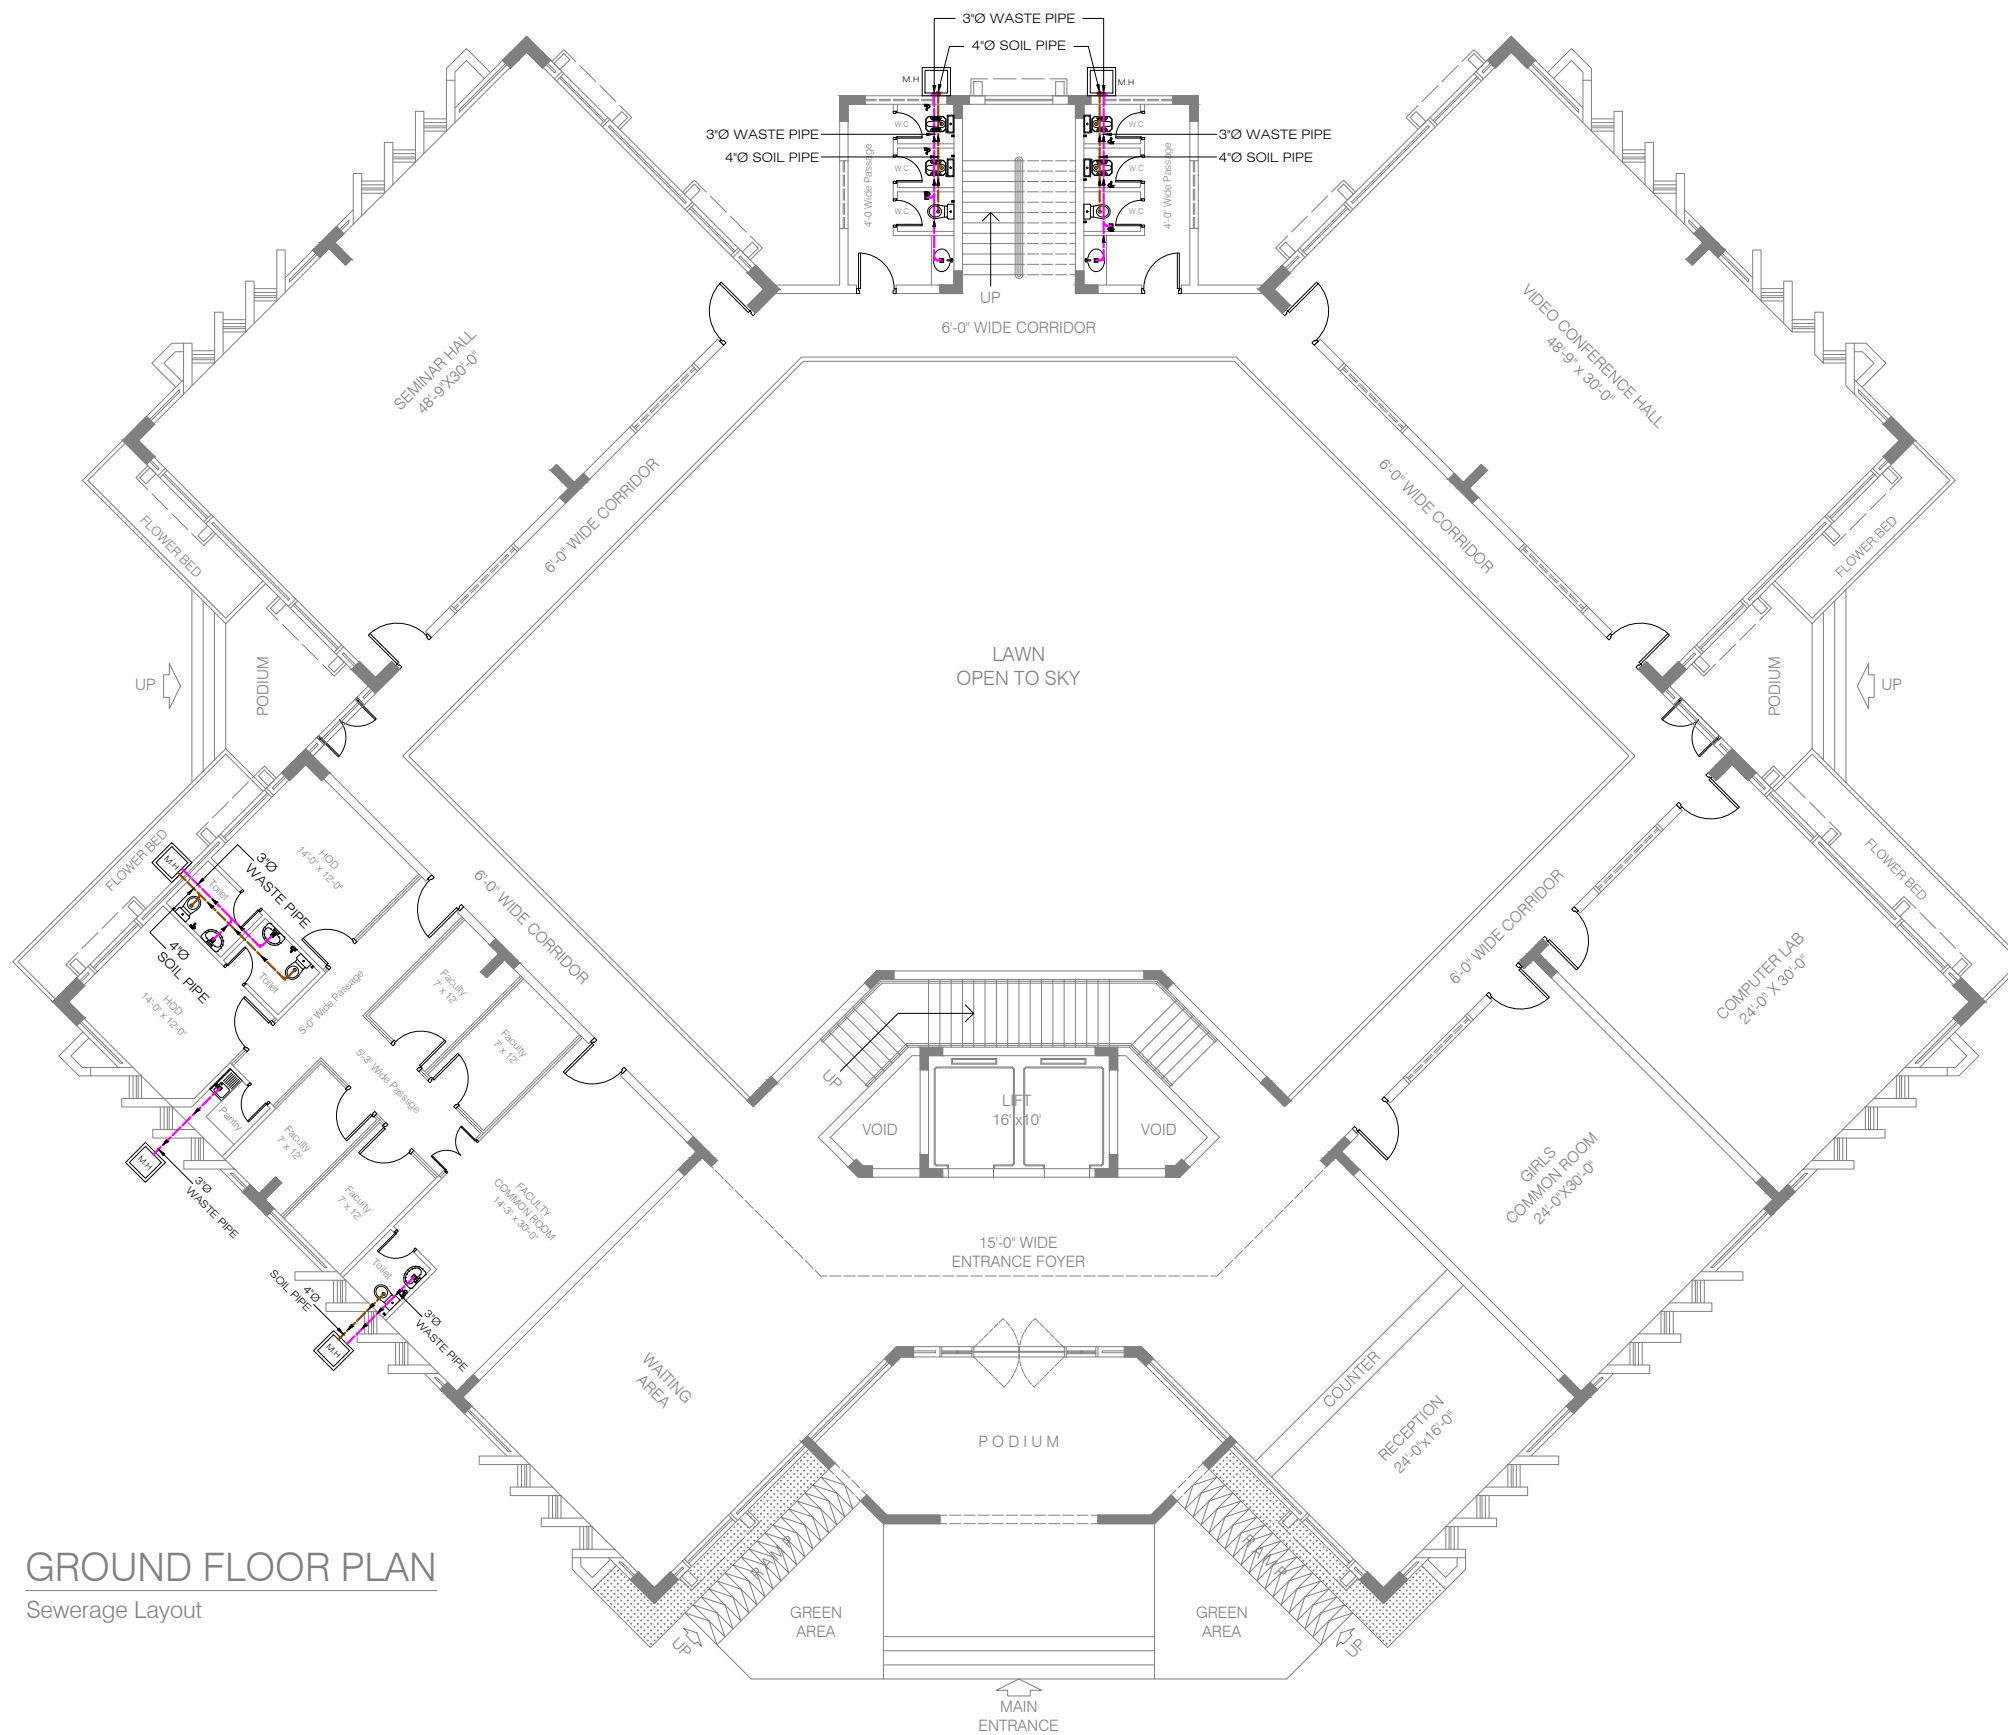 3"Ø WASTE PIPE
4"Ø SOIL PIPE
M.H
M.H
3"Ø WASTE PIPE
4"Ø SOIL PIPE
3"Ø WASTE PIPE
4"Ø SOIL PIPE
W.C
W.C
W.C
W.C
W.C
W.C
4'-0 Wide Passage
4'-0" Wide Passage
UP
6'-0" WIDE CORRIDOR
SEMINAR HALL
48'-9"X30'-0"
VIDEO CONFERENCE HALL
48'-9" X 30'-0"
6'-0" WIDE CORRIDOR
6'-0" WIDE CORRIDOR
FLOWER BED
FLOWER BED
LAWN
OPEN TO SKY
UP
PODIUM
PODIUM
UP
FLOWER BED
M.H
3"Ø
WASTE PIPE
HOD
14'-0" x 12'-0"
Toilet
4"Ø
SOIL PIPE
Toilet
HOD
14'-0" x 12'-0"
5'-0" Wide Passage
6'-0" WIDE CORRIDOR
Faculty
7' x 12'
Faculty
7' x 12'
5'-3" Wide Passsge
6'-0" WIDE CORRIDOR
FLOWER BED
COMPUTER LAB
24'-0" X 30'-0"
UP
LIFT
16' x10'
VOID
VOID
Pantry
M.H
3"Ø
WASTE PIPE
Faculty
7' x 12'
Faculty
7' x 12'
FACULTY
COMMON ROOM
14'-3" x 30'-0"
Toilet
4"Ø
SOIL PIPE
M.H
3"Ø
WASTE PIPE
GIRLS
COMMON ROOM
24'-0"X30'-0"
15'-0" WIDE
ENTRANCE FOYER
WAITING
AREA
COUNTER
RECEPTION
24'-0"x16'-0"
PODIUM
RAMP
RAMP
GREEN
AREA
GREEN
AREA
UP
UP
MAIN
ENTRANCE
GROUND FLOOR PLAN
Sewerage Layout